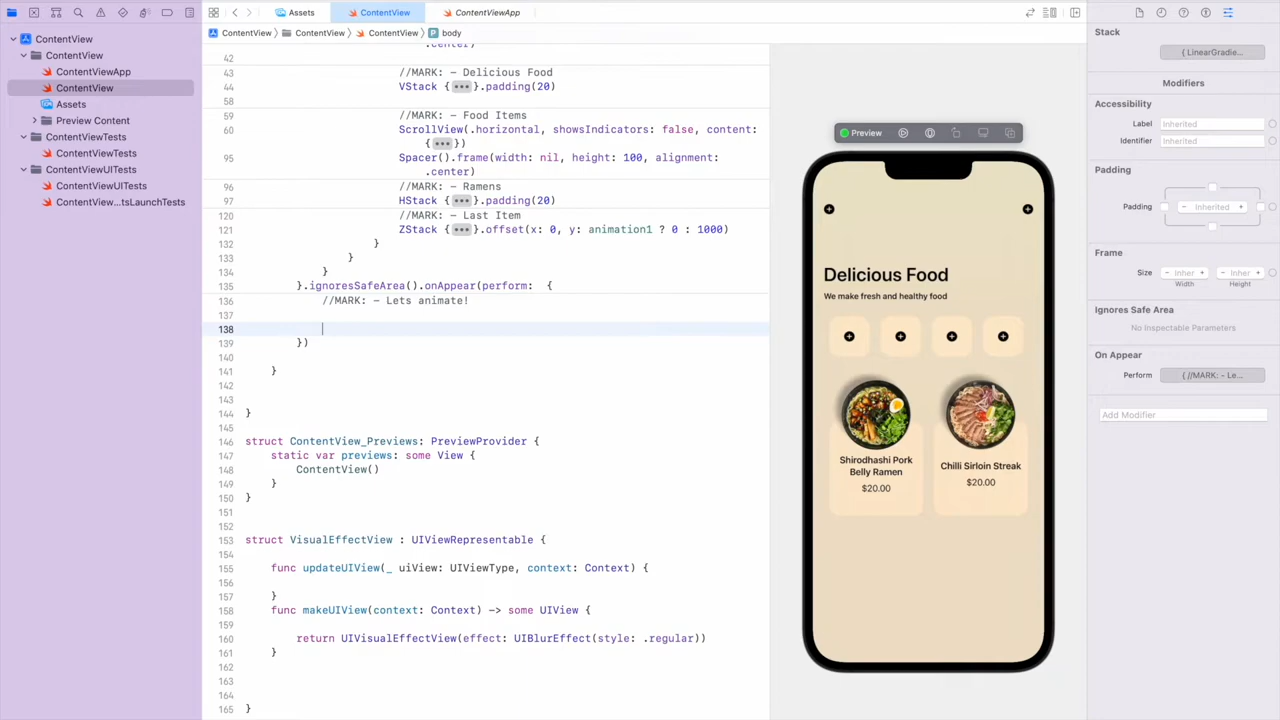 Assets
ContentView
ContentViewApp
ContentView
ContentView
ContentView
body
ContentView
ContentView
ContentViewApp
ContentView
Assets
Preview Content
ContentViewTests
ContentViewTests
ContentViewUITests
ContentViewUITests
ContentView...tsLaunchTests
.center)
42
43 //MARK: - Delicious Food
44 VStack {•••}.padding(20)
58
59 //MARK: - Food Items
60 ScrollView(.horizontal, showsIndicators: false, content:
{•••})
95 Spacer().frame(width: nil, height: 100, alignment:
.center)
96 //MARK: - Ramens
97 HStack {•••}.padding(20)
120 //MARK: - Last Item
121 ZStack {•••}.offset(x: 0, y: animation1 ? 0 : 1000)
132 }
133 }
134 }
135 }.ignoresSafeArea().onAppear(perform: {
136 //MARK: - Lets animate!
137
138
139 })
140
141 }
142
143
144 }
145
146 struct ContentView_Previews: PreviewProvider {
147 static var previews: some View {
148 ContentView()
149 }
150 }
151
152
153 struct VisualEffectView : UIViewRepresentable {
154
155 func updateUIView(_ uiView: UIViewType, context: Context) {
156
157 }
158 func makeUIView(context: Context) -> some UIView {
159
160 return UIVisualEffectView(effect: UIBlurEffect(style: .regular))
161 }
162
163
164
165 }
Preview
Delicious Food
We make fresh and healthy food
Shirodhashi Pork
Belly Ramen
$20.00
Chilli Sirloin Streak
$20.00
Stack
{ LinearGradie...
Modifiers
Accessibility
Label Inherited
Identifier Inherited
Padding
Padding - Inherited +
Frame
Size - Inher + - Inher +
Width Height
Ignores Safe Area
No Inspectable Parameters
On Appear
Perform { //MARK: - Le...
Add Modifier